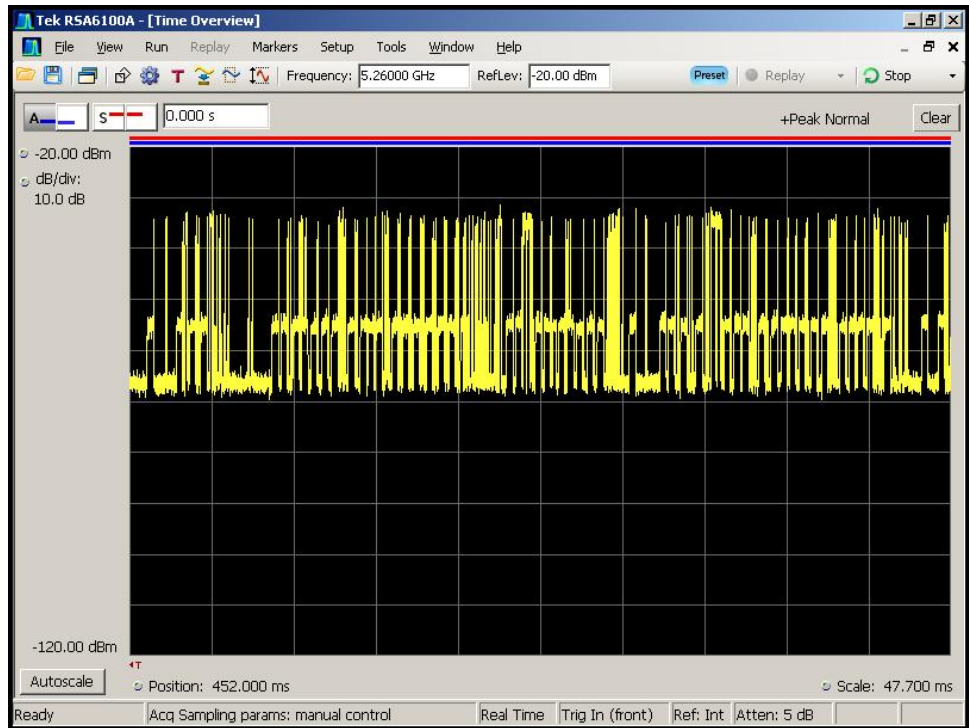 Tek RSA6100A - [Time Overview]
File View Run Replay Markers Setup Tools Window Help
T Frequency: 5.26000 GHz RefLev: -20.00 dBm Preset Replay Stop
A S 0.000 s +Peak Normal Clear
-20.00 dBm
dB/div:
10.0 dB
-120.00 dBm
T
Autoscale Position: 452.000 ms Scale: 47.700 ms
Ready Acq Sampling params: manual control Real Time Trig In (front) Ref: Int Atten: 5 dB